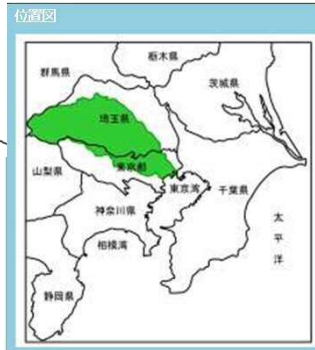 位置図
栃木県
群馬県
茨城県
埼玉県
山梨県
東京都
東京湾
千葉県
神奈川県
太平洋
相模湾
静岡県